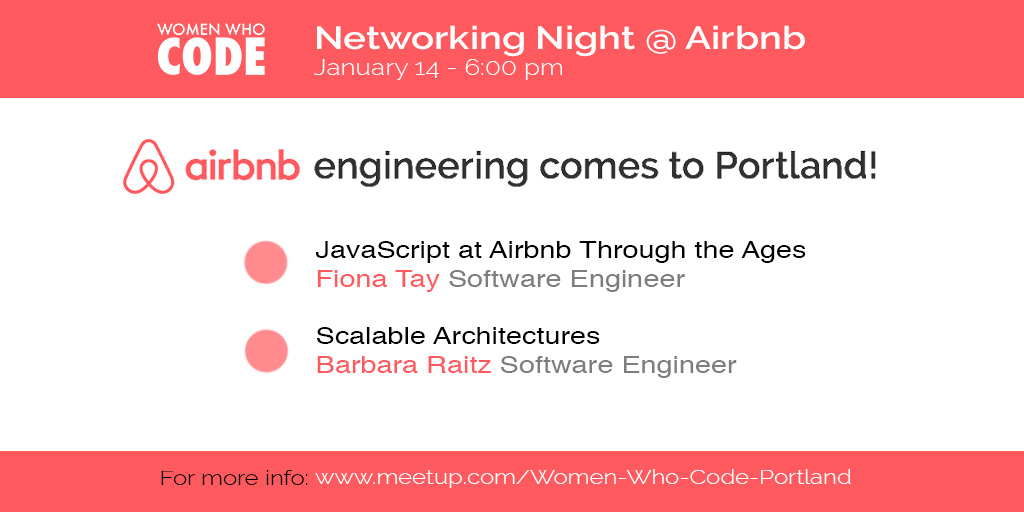 WOMEN WHO
CODE
Networking Night @ Airbnb
January 14 - 6:00 pm
airbnb engineering comes to Portland!
JavaScript at Airbnb Through the Ages
Fiona Tay Software Engineer
Scalable Architectures
Barbara Raitz Software Engineer
For more info: www.meetup.com/Women-Who-Code-Portland